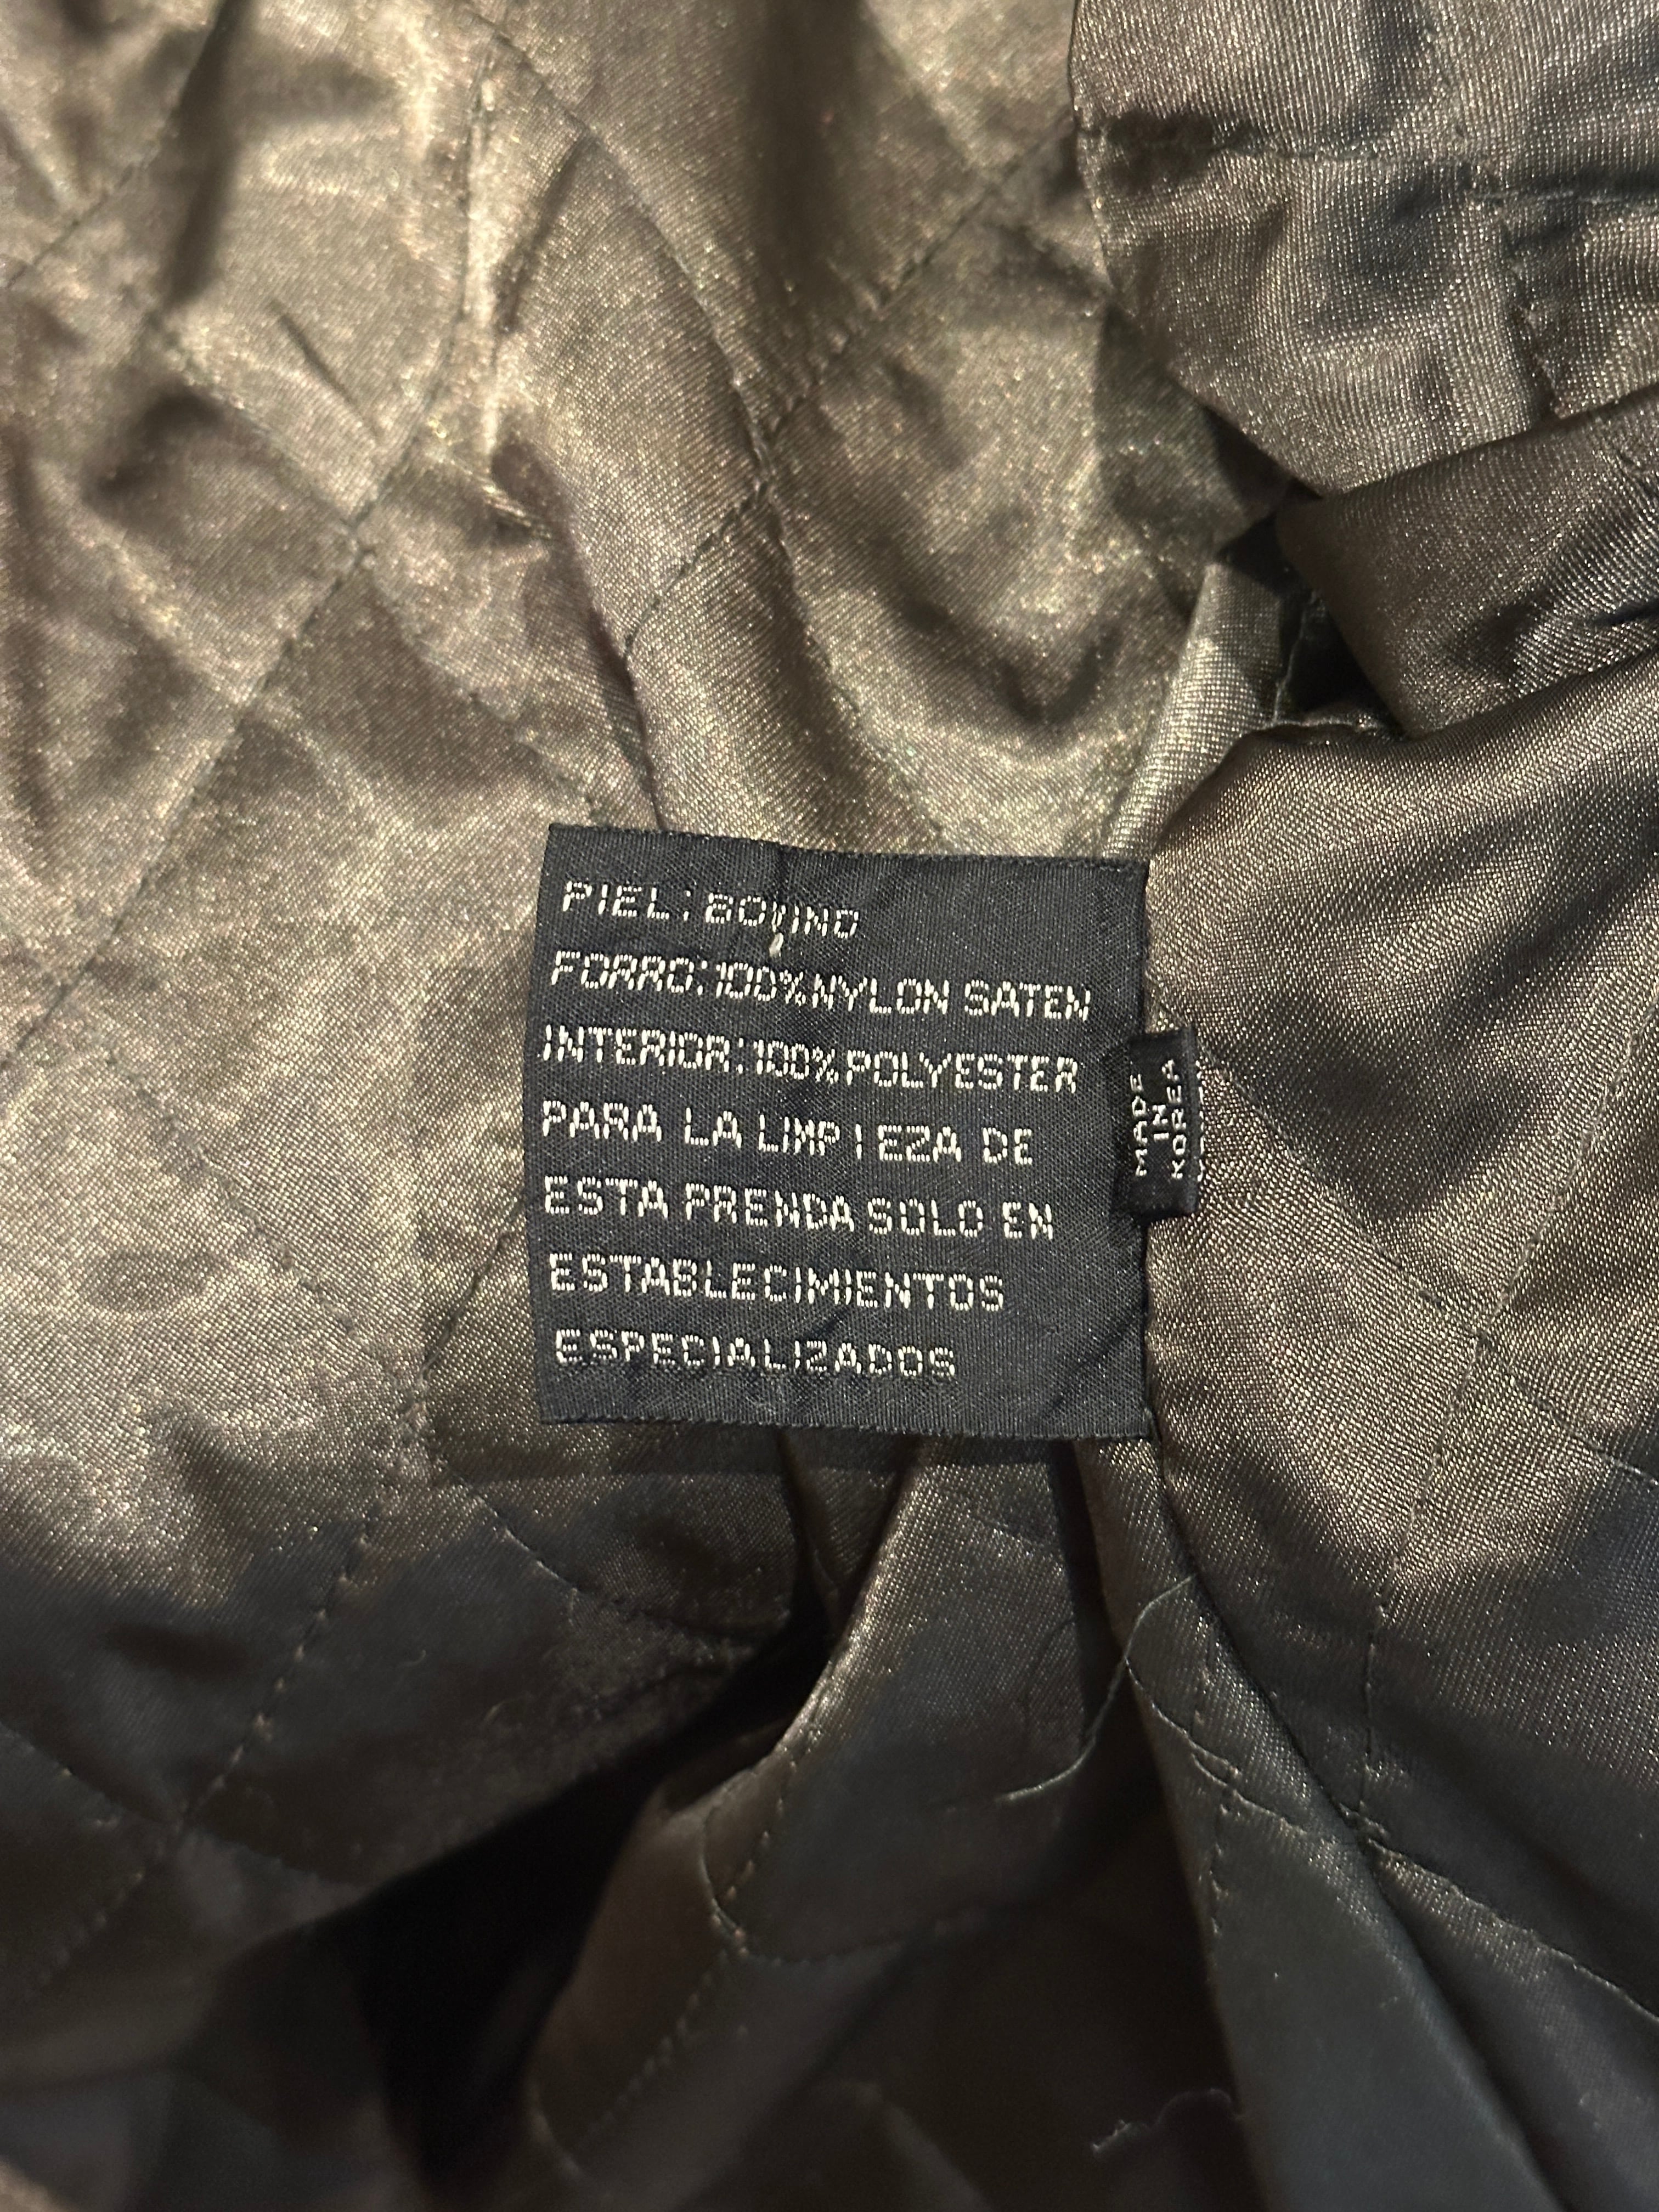 PIEL:BOVINO
FORRO:100%NYLON SATEN
INTERIOR:100%POLYESTER
PARA LA LIMPIEZA DE
ESTA PRENDA SOLO EN
ESTABLECIMIENTOS
ESPECIALIZADOS
MADE
IN
KOREA